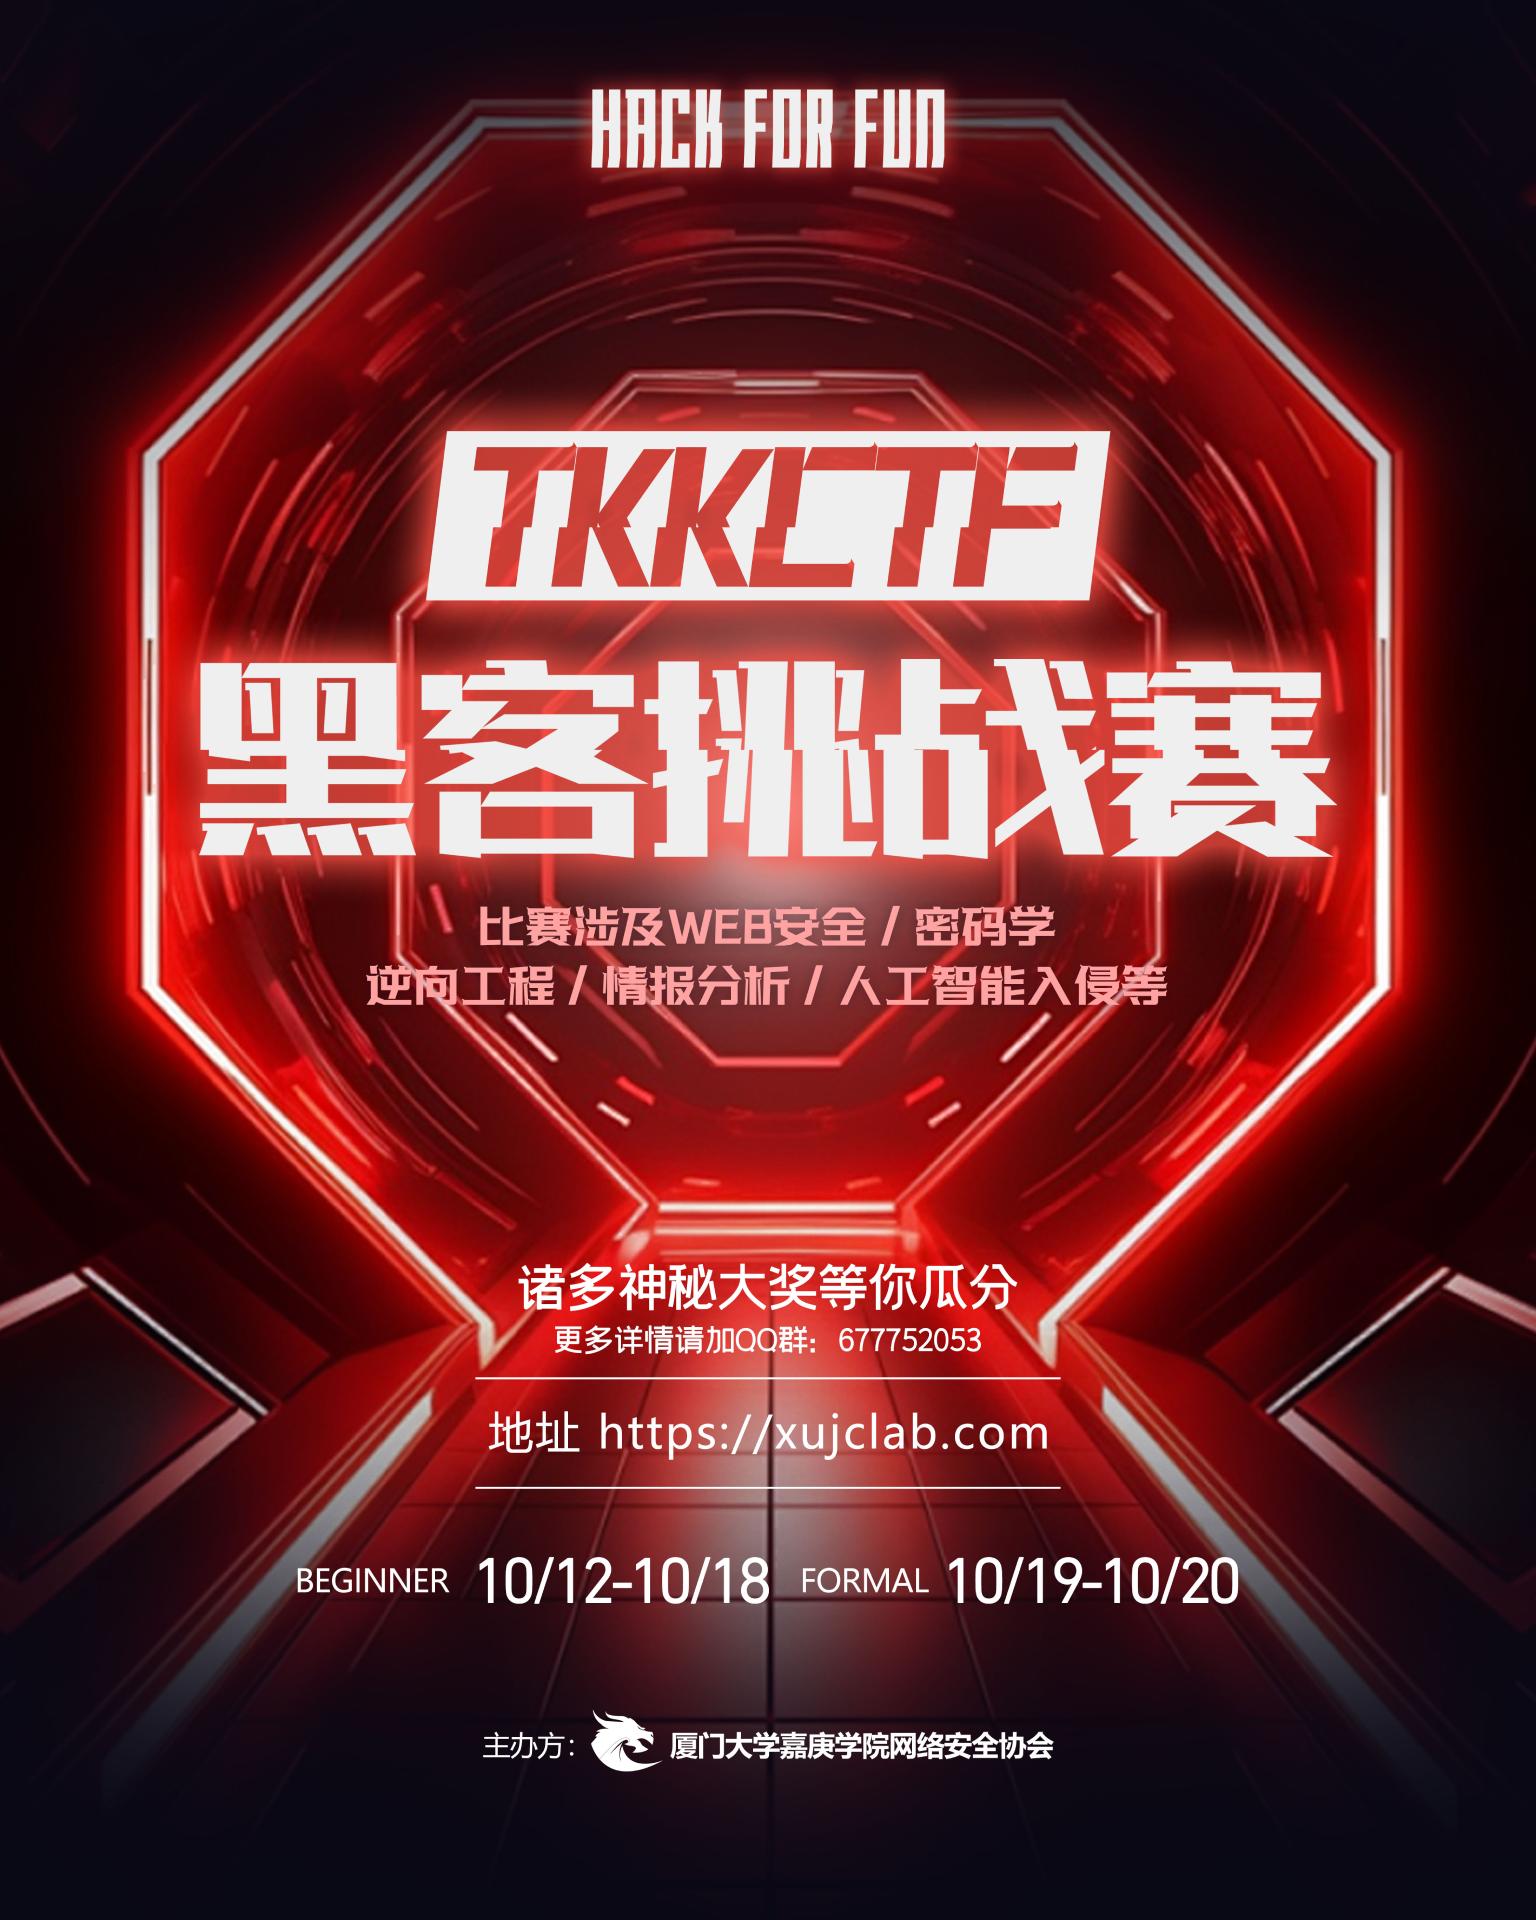 HACK FOR FUN
TKKCTF
黑客挑战赛
比赛涉及WEB安全 / 密码学
逆向工程 / 情报分析 / 人工智能入侵等
诸多神秘大奖等你瓜分
更多详情请加QQ群：677752053
地址 https://xujclab.com
BEGINNER 10/12-10/18 FORMAL 10/19-10/20
主办方：厦门大学嘉庚学院网络安全协会